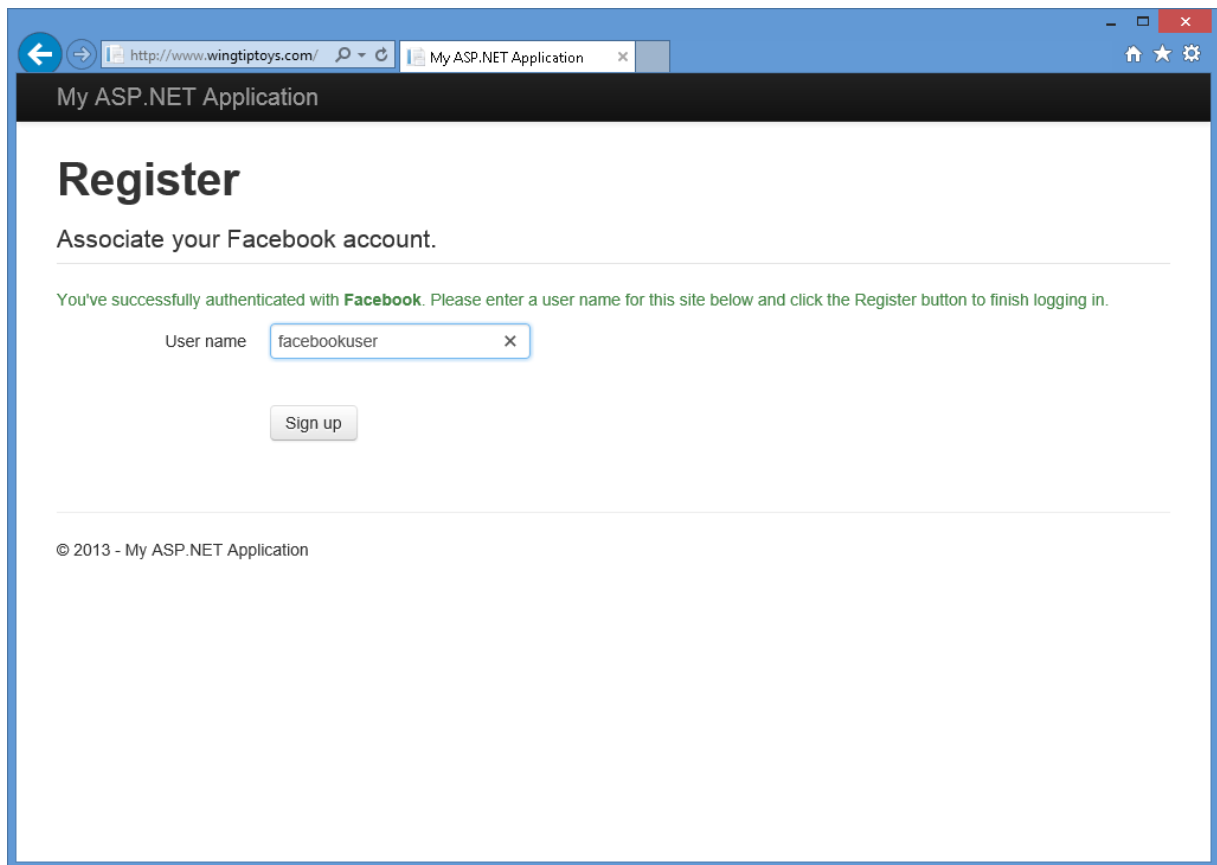 http://www.wingtiptoys.com/
My ASP.NET Application
My ASP.NET Application
Register
Associate your Facebook account.
You've successfully authenticated with Facebook. Please enter a user name for this site below and click the Register button to finish logging in.
User name facebookuser
Sign up
© 2013 - My ASP.NET Application